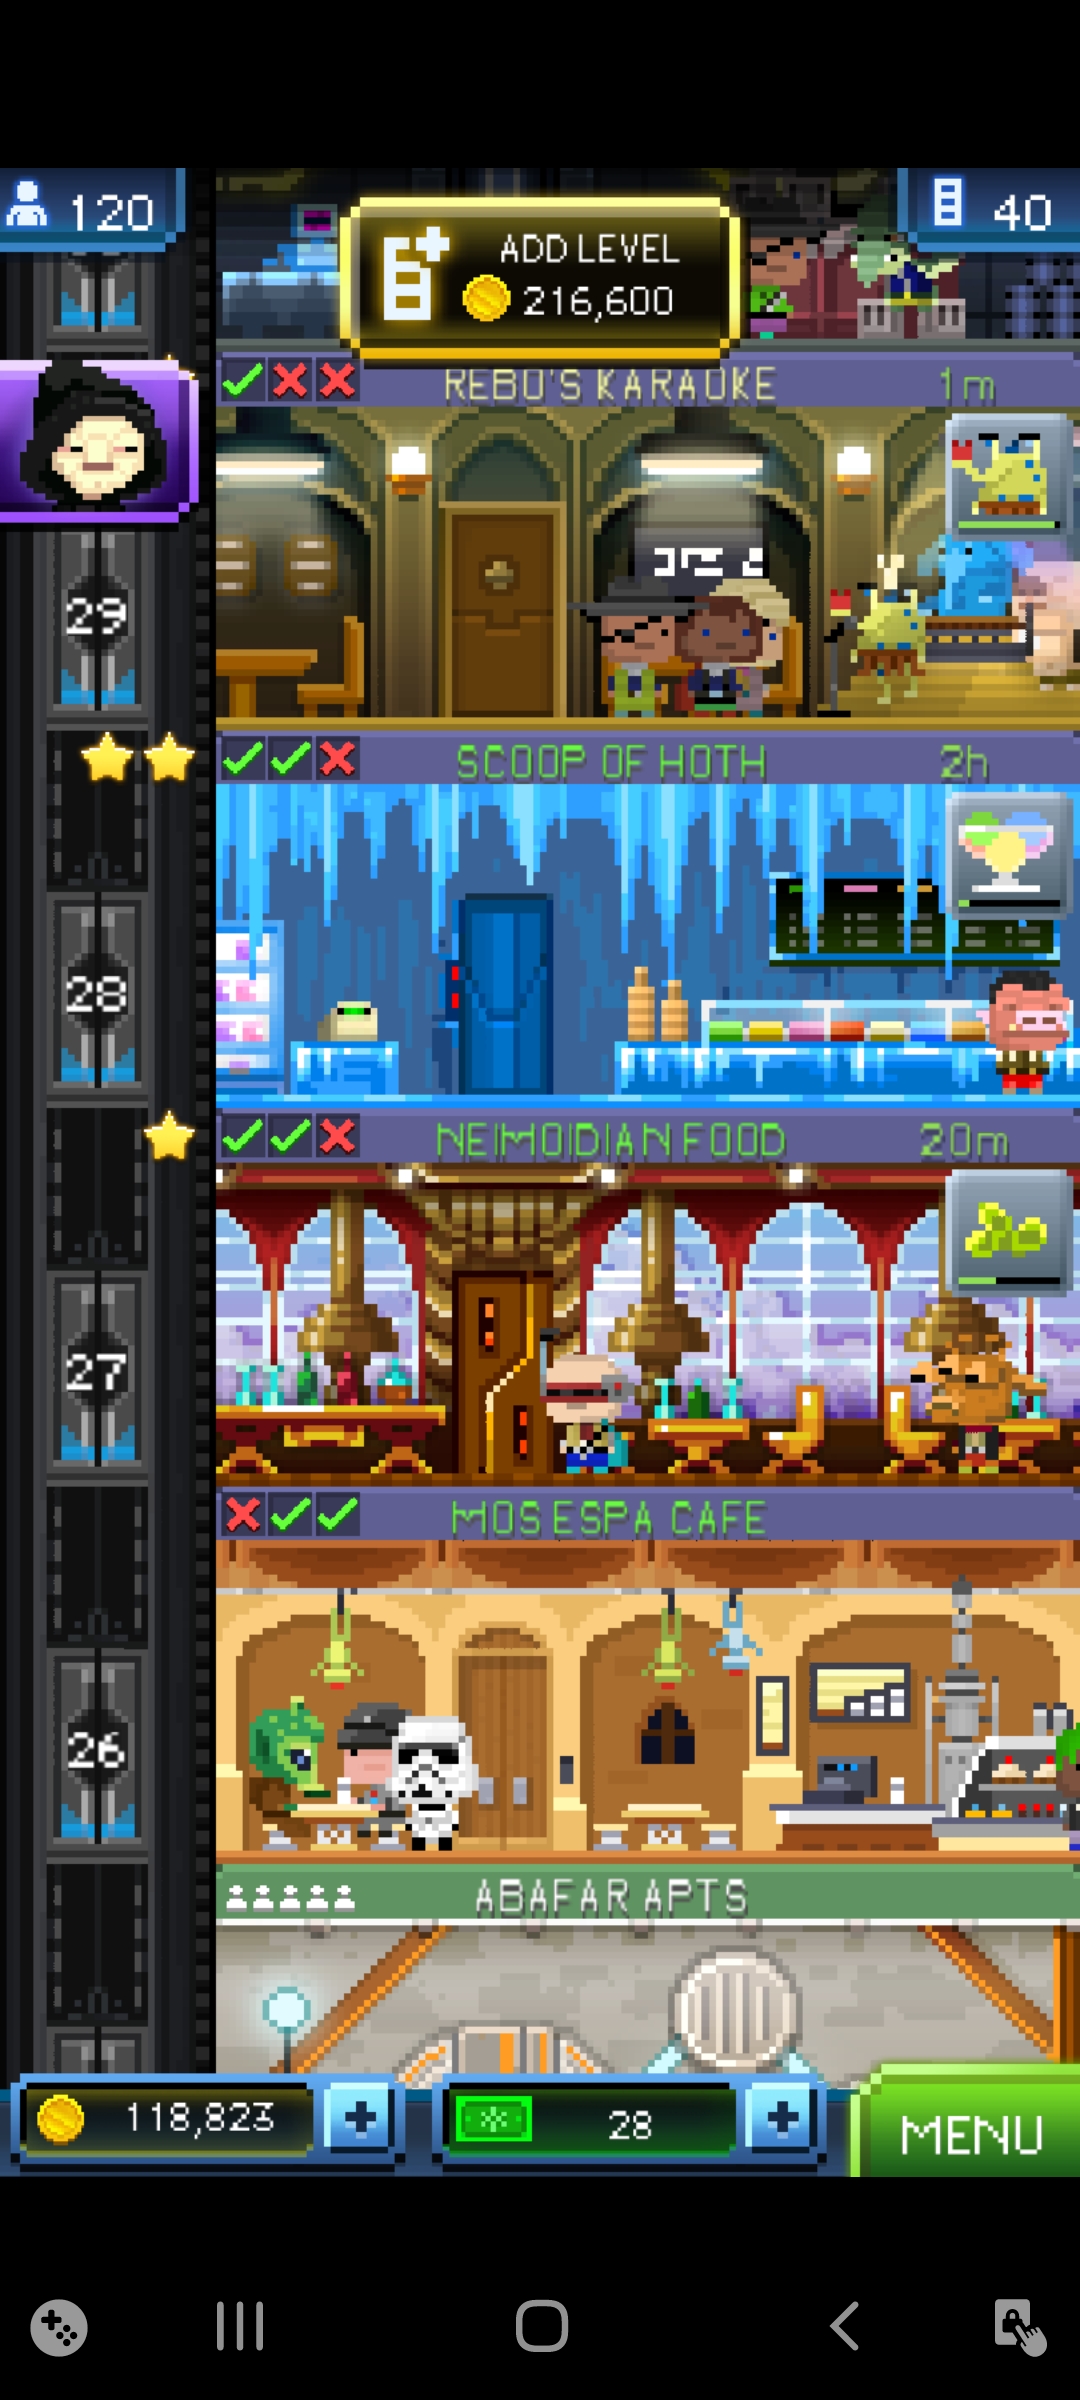 120
ADD LEVEL
216,600
40
REBO'S KARAOKE
1m
29
SCOOP OF HOTH
2h
28
NEIMOIDIAN FOOD
20m
27
MOS ESPA CAFE
26
ABAFAR APTS
118,823
28
MENU